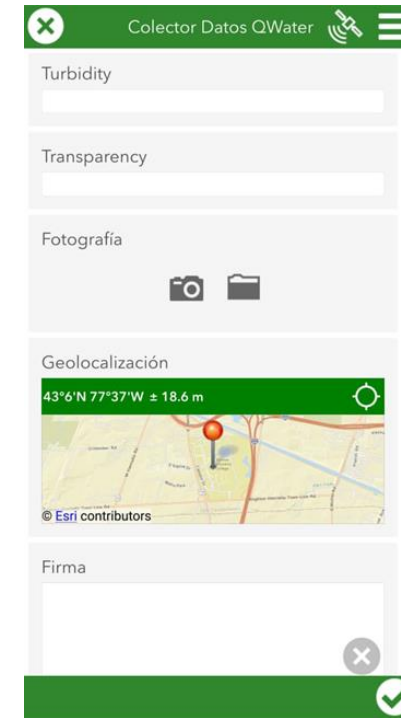 Colector Datos QWater
Turbidity
Transparency
Fotografía
Geolocalización
43°6'N 77°37'W ± 18.6 m
© Esri contributors
Firma